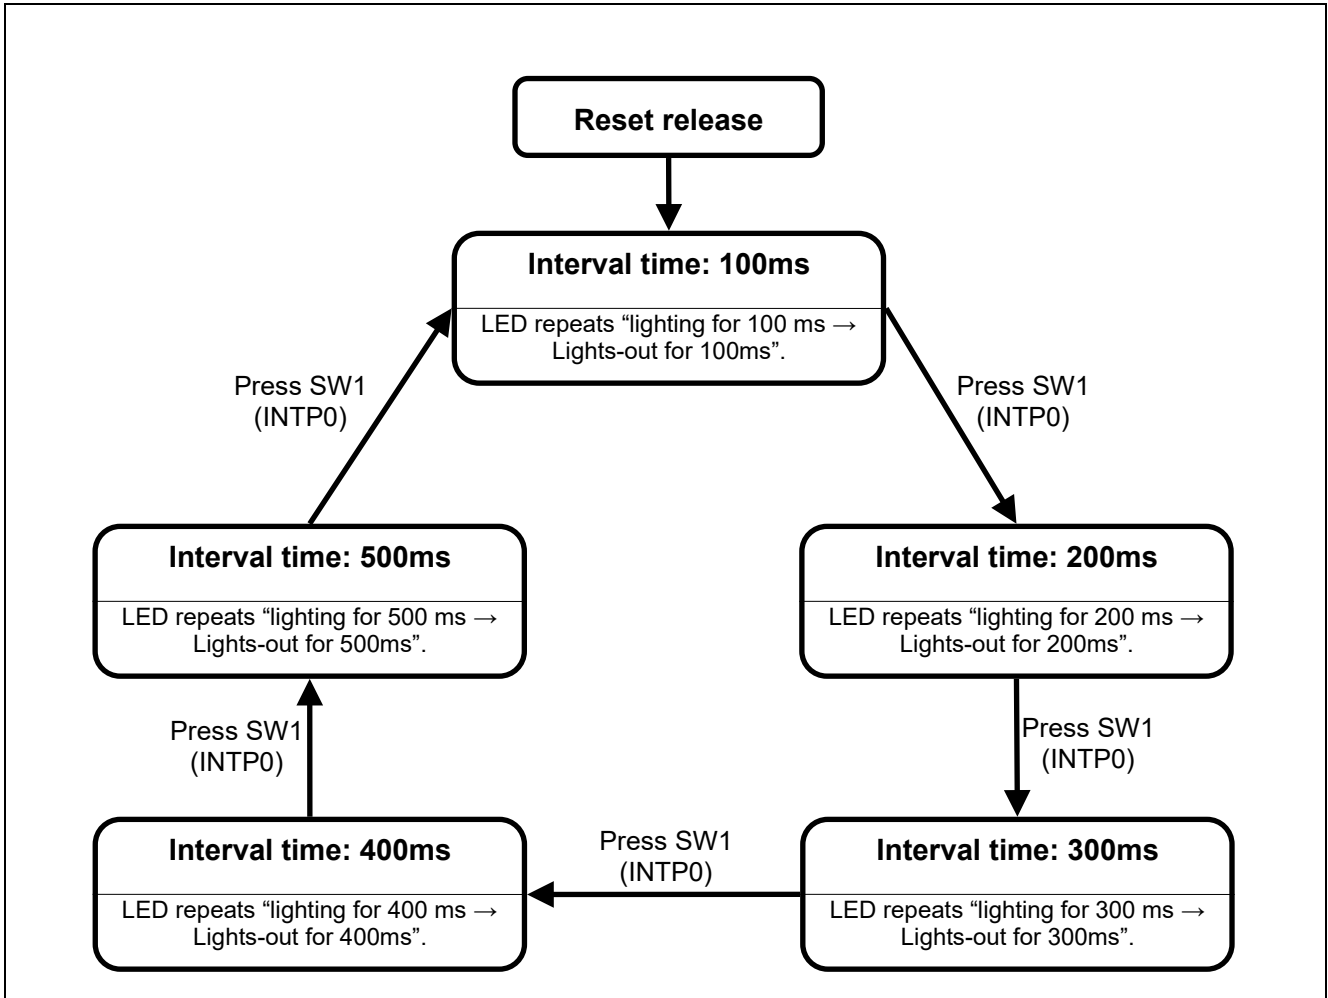 Reset release
Interval time: 100ms
LED repeats “lighting for 100 ms →
Lights-out for 100ms”.
Press SW1
(INTP0)
Press SW1
(INTP0)
Interval time: 500ms
LED repeats “lighting for 500 ms →
Lights-out for 500ms”.
Interval time: 200ms
LED repeats “lighting for 200 ms →
Lights-out for 200ms”.
Press SW1
(INTP0)
Press SW1
(INTP0)
Interval time: 400ms
LED repeats “lighting for 400 ms →
Lights-out for 400ms”.
Press SW1
(INTP0)
Interval time: 300ms
LED repeats “lighting for 300 ms →
Lights-out for 300ms”.